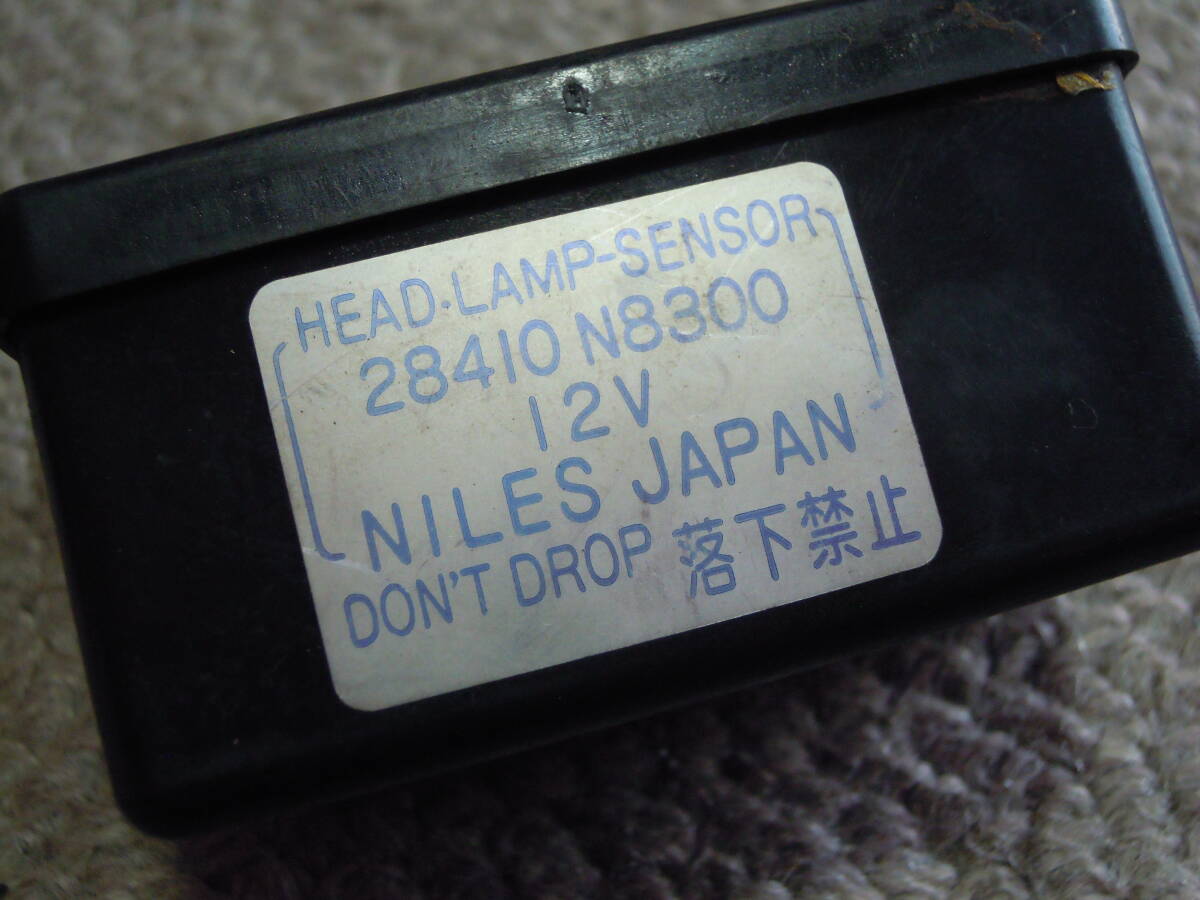 HEAD·LAMP-SENSOR
28410 N8300
12V
NILES JAPAN
DON'T DROP 落下禁止